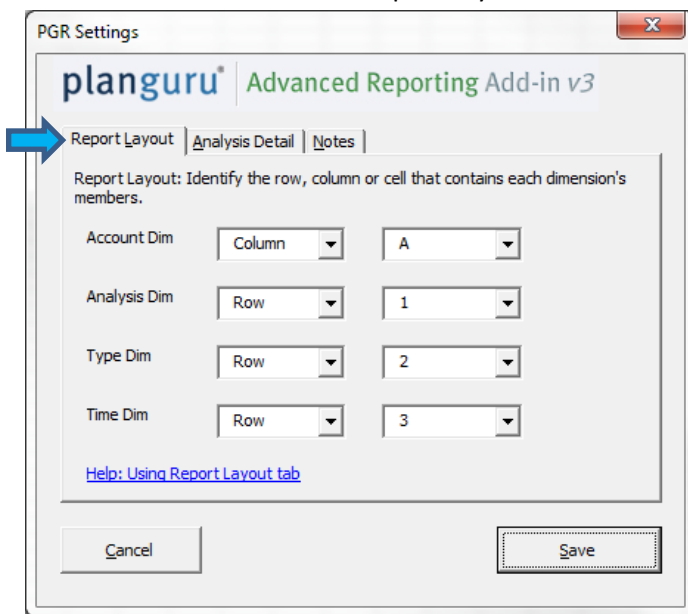 PGR Settings
X
planguru® Advanced Reporting Add-in v3
Report Layout Analysis Detail Notes
Report Layout: Identify the row, column or cell that contains each dimension's
members.
Account Dim Column A
Analysis Dim Row 1
Type Dim Row 2
Time Dim Row 3
Help: Using Report Layout tab
Cancel Save